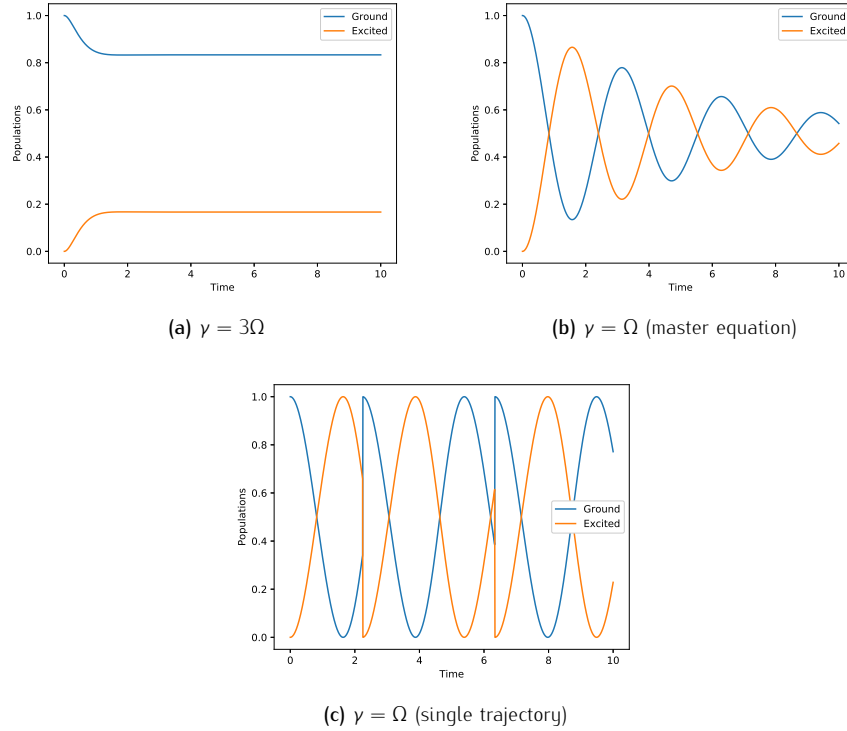 1.0
0.8
0.6
0.4
0.2
0.0
Populations
Ground
Excited
0 2 4 6 8 10
Time
(a) γ = 3Ω
1.0
0.8
0.6
0.4
0.2
0.0
Populations
Ground
Excited
0 2 4 6 8 10
Time
(b) γ = Ω (master equation)
1.0
0.8
0.6
0.4
0.2
0.0
Populations
Ground
Excited
0 2 4 6 8 10
Time
(c) γ = Ω (single trajectory)